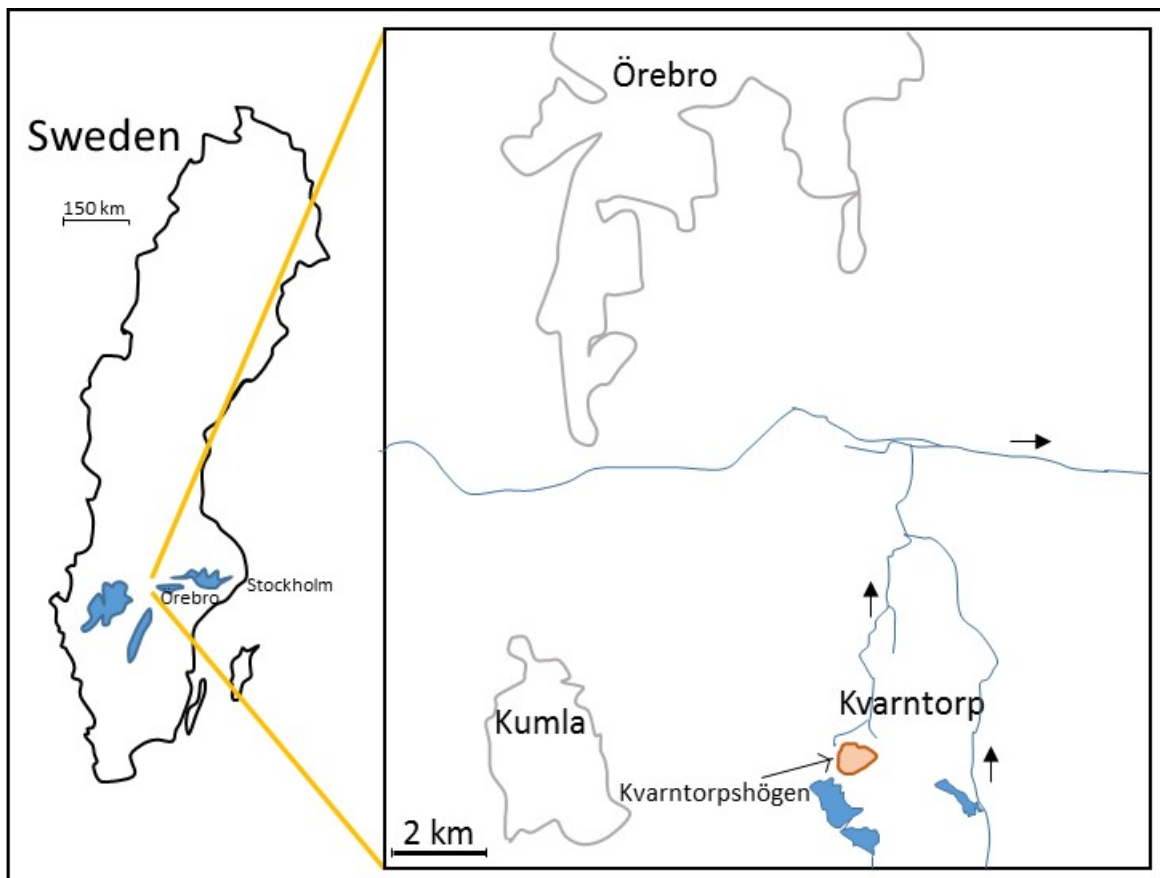 Sweden
150 km
Örebro
Stockholm
Örebro
Kumla
Kvarntorp
Kvarntorpshögen
2 km